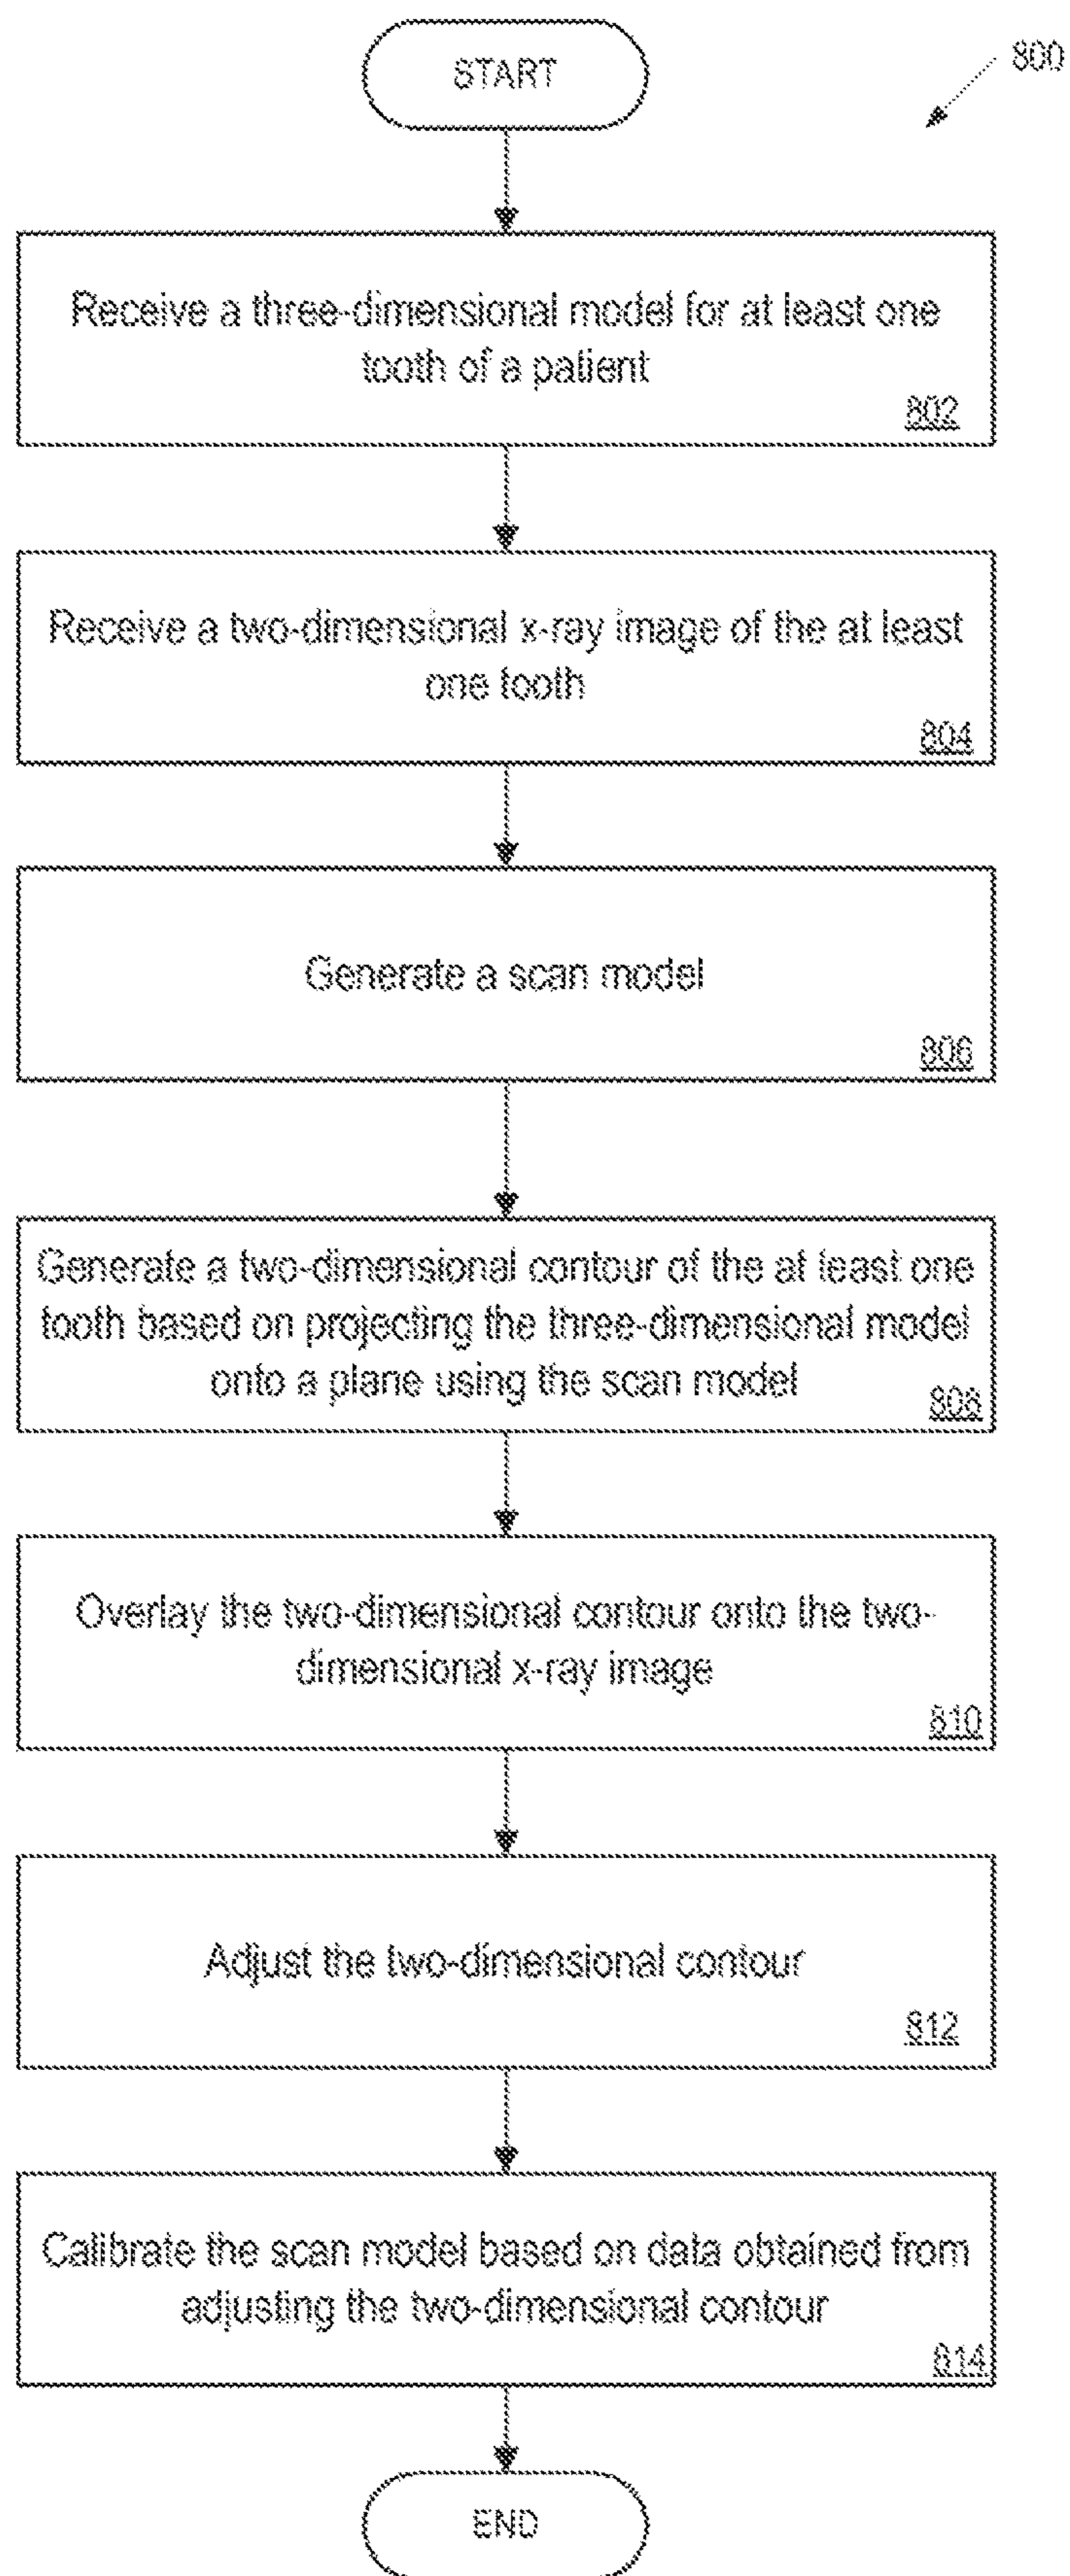 START
800
Receive a three-dimensional model for at least one
tooth of a patient
802
Receive a two-dimensional x-ray image of the at least
one tooth
804
Generate a scan model
806
Generate a two-dimensional contour of the at least one
tooth based on projecting the three-dimensional model
onto a plane using the scan model
808
Overlay the two-dimensional contour onto the two-
dimensional x-ray image
810
Adjust the two-dimensional contour
812
Calibrate the scan model based on data obtained from
adjusting the two-dimensional contour
814
END